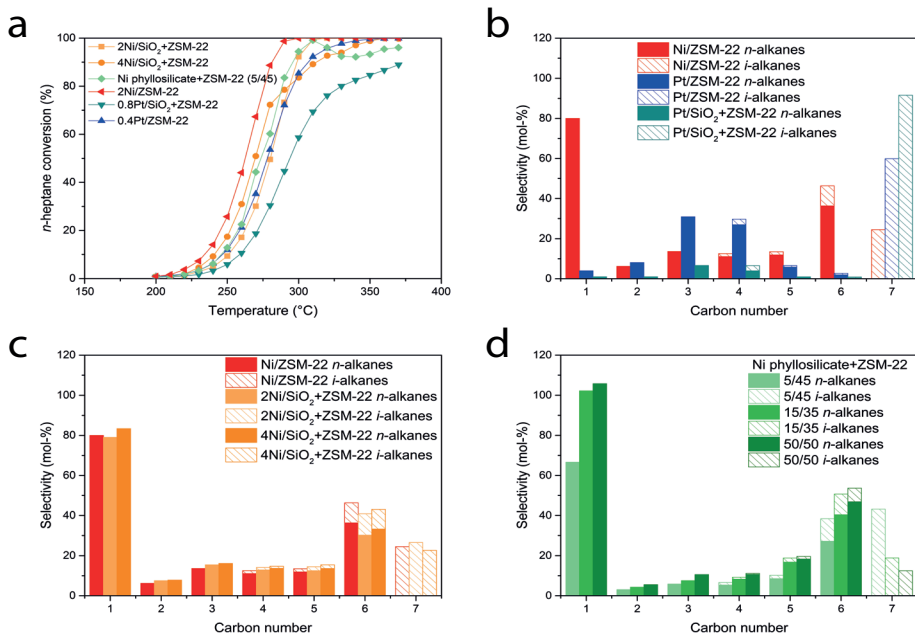 a
100
80
60
40
20
0
150
200
250
300
350
400
n-heptane conversion (%)
Temperature (°C)
2Ni/SiO₂+ZSM-22
4Ni/SiO₂+ZSM-22
Ni phyllosilicate+ZSM-22 (5/45)
2Ni/ZSM-22
0.8Pt/SiO₂+ZSM-22
0.4Pt/ZSM-22
b
120
100
80
60
40
20
0
1
2
3
4
5
6
7
Selectivity (mol-%)
Carbon number
Ni/ZSM-22 n-alkanes
Ni/ZSM-22 i-alkanes
Pt/ZSM-22 n-alkanes
Pt/ZSM-22 i-alkanes
Pt/SiO₂+ZSM-22 n-alkanes
Pt/SiO₂+ZSM-22 i-alkanes
c
120
100
80
60
40
20
0
1
2
3
4
5
6
7
Selectivity (mol-%)
Carbon number
Ni/ZSM-22 n-alkanes
Ni/ZSM-22 i-alkanes
2Ni/SiO₂+ZSM-22 n-alkanes
2Ni/SiO₂+ZSM-22 i-alkanes
4Ni/SiO₂+ZSM-22 n-alkanes
4Ni/SiO₂+ZSM-22 i-alkanes
d
120
100
80
60
40
20
0
1
2
3
4
5
6
7
Selectivity (mol-%)
Carbon number
Ni phyllosilicate+ZSM-22
5/45 n-alkanes
5/45 i-alkanes
15/35 n-alkanes
15/35 i-alkanes
50/50 n-alkanes
50/50 i-alkanes